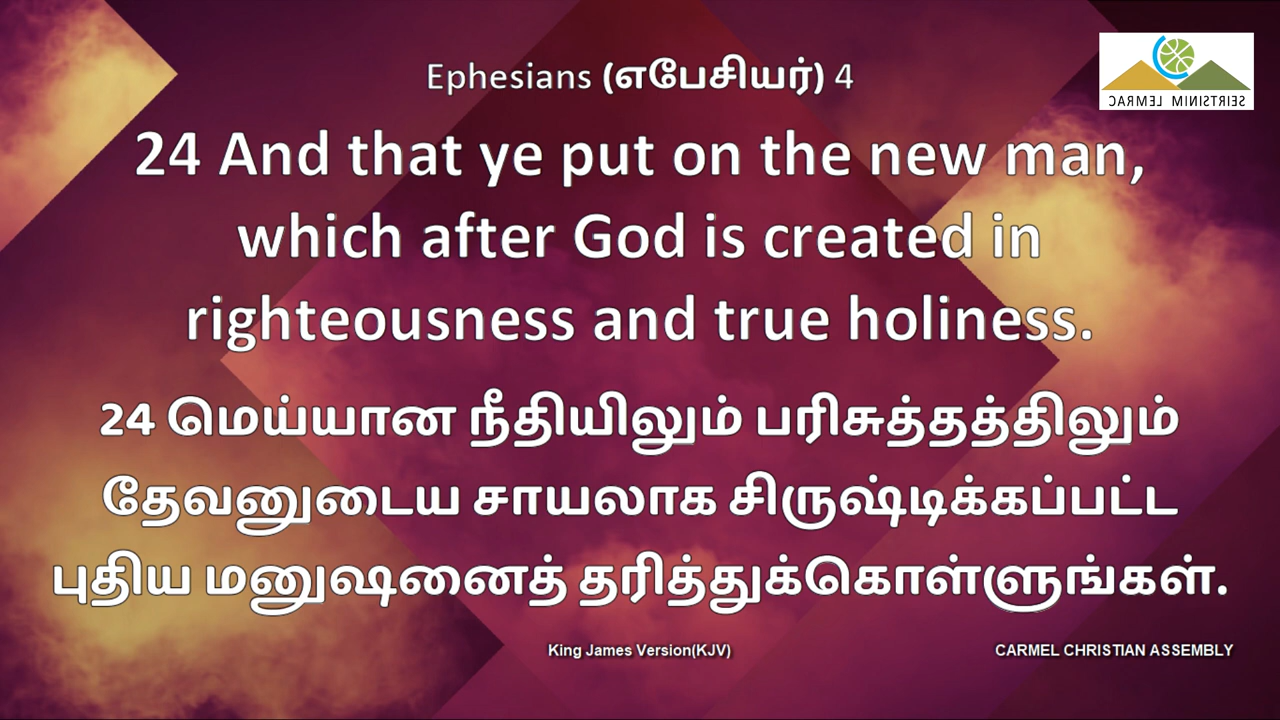 Ephesians (எபேசியர்) 4
CARMEL MINISTRIES
24 And that ye put on the new man,
which after God is created in
righteousness and true holiness.
24 மெய்யான நீதியிலும் பரிசுத்தத்திலும்
தேவனுடைய சாயலாக சிருஷ்டிக்கப்பட்ட
புதிய மனுஷனைத் தரித்துக்கொள்ளுங்கள்.
King James Version(KJV)
CARMEL CHRISTIAN ASSEMBLY